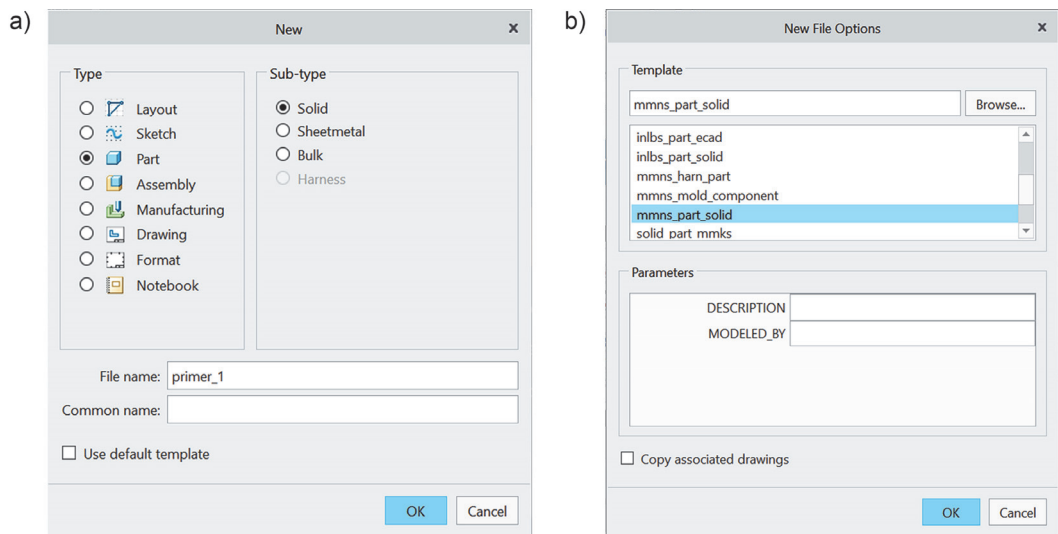 a)
New
x
Type
Layout
Sketch
Part
Assembly
Manufacturing
Drawing
Format
Notebook
Sub-type
Solid
Sheetmetal
Bulk
Harness
File name: primer_1
Common name:
Use default template
OK Cancel
b)
New File Options
x
Template
mmns_part_solid Browse...
inlbs_part_ecad
inlbs_part_solid
mmns_harn_part
mmns_mold_component
mmns_part_solid
solid_part_mmks
Parameters
DESCRIPTION
MODELED_BY
Copy associated drawings
OK Cancel